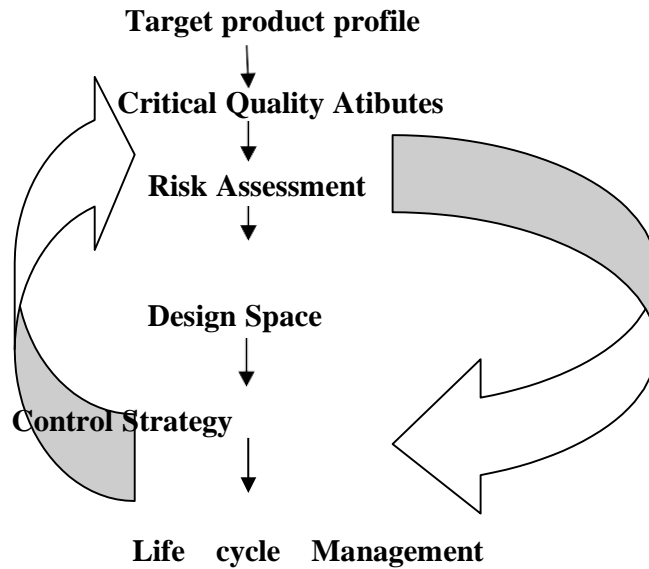 Target product profile
Critical Quality Atibutes
Risk Assessment
Design Space
Control Strategy
Life cycle Management